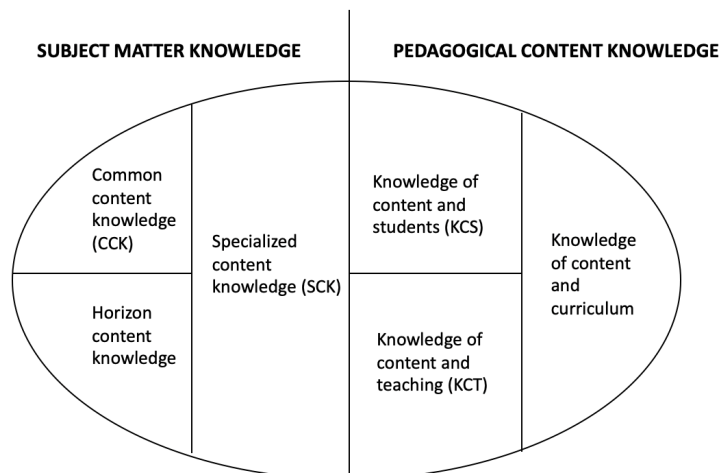 SUBJECT MATTER KNOWLEDGE
PEDAGOGICAL CONTENT KNOWLEDGE
Common
content
knowledge
(CCK)
Horizon
content
knowledge
Specialized
content
knowledge (SCK)
Knowledge of
content and
students (KCS)
Knowledge of
content and
teaching (KCT)
Knowledge
of content
and
curriculum